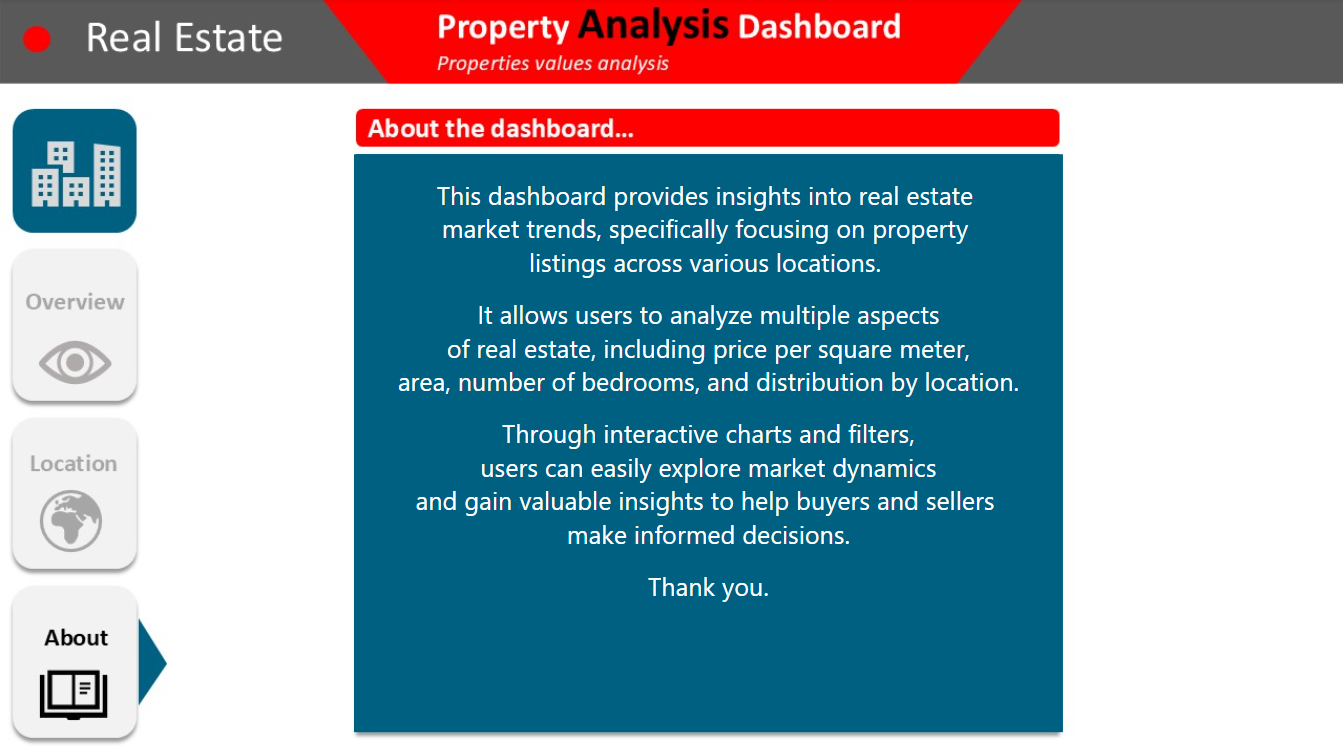 Real Estate
Property Analysis Dashboard
Properties values analysis
About the dashboard...
This dashboard provides insights into real estate
market trends, specifically focusing on property
listings across various locations.
It allows users to analyze multiple aspects
of real estate, including price per square meter,
area, number of bedrooms, and distribution by location.
Through interactive charts and filters,
users can easily explore market dynamics
and gain valuable insights to help buyers and sellers
make informed decisions.
Thank you.
Overview
Location
About